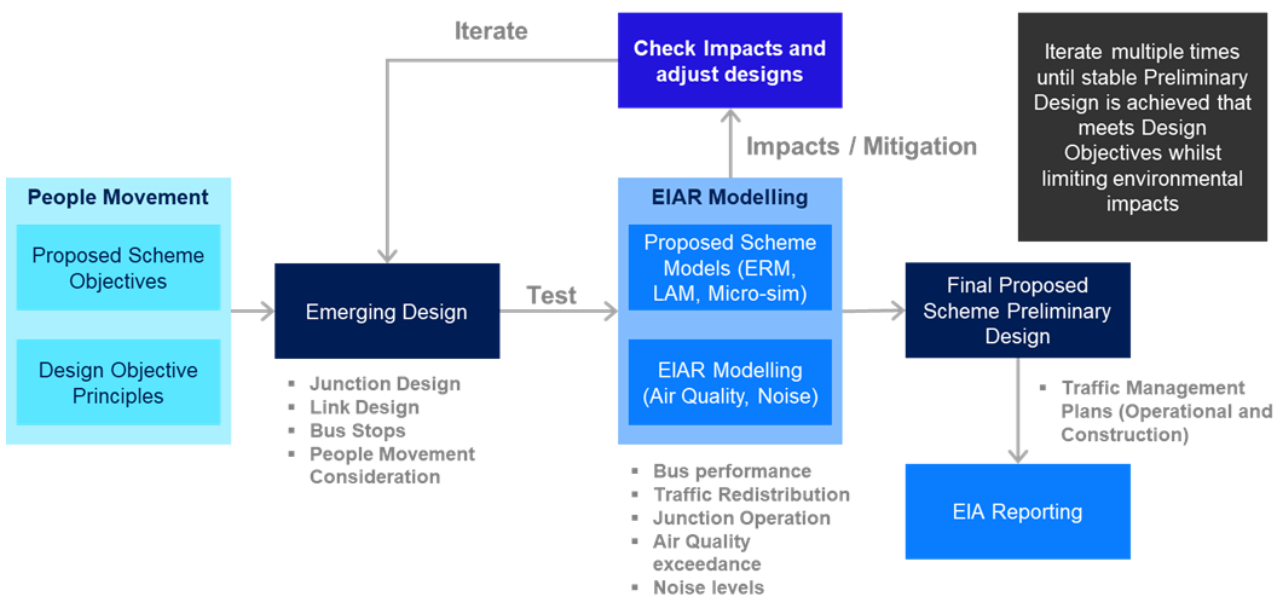 Iterate
Check Impacts and
adjust designs
Iterate multiple times
until stable Preliminary
Design is achieved that
meets Design
Objectives whilst
limiting environmental
impacts
Impacts / Mitigation
People Movement
Proposed Scheme
Objectives
Design Objective
Principles
Emerging Design
▪ Junction Design
▪ Link Design
▪ Bus Stops
▪ People Movement
Consideration
Test
EIAR Modelling
Proposed Scheme
Models (ERM,
LAM, Micro-sim)
EIAR Modelling
(Air Quality, Noise)
▪ Bus performance
▪ Traffic Redistribution
▪ Junction Operation
▪ Air Quality
exceedance
▪ Noise levels
Final Proposed
Scheme Preliminary
Design
▪ Traffic Management
Plans (Operational and
Construction)
EIA Reporting